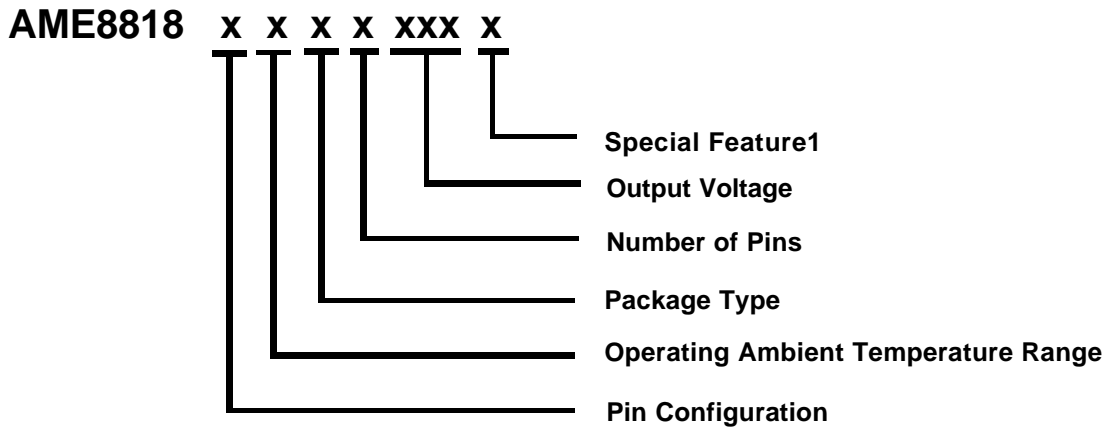 AME8818 x x x x xxx x
Special Feature1
Output Voltage
Number of Pins
Package Type
Operating Ambient Temperature Range
Pin Configuration